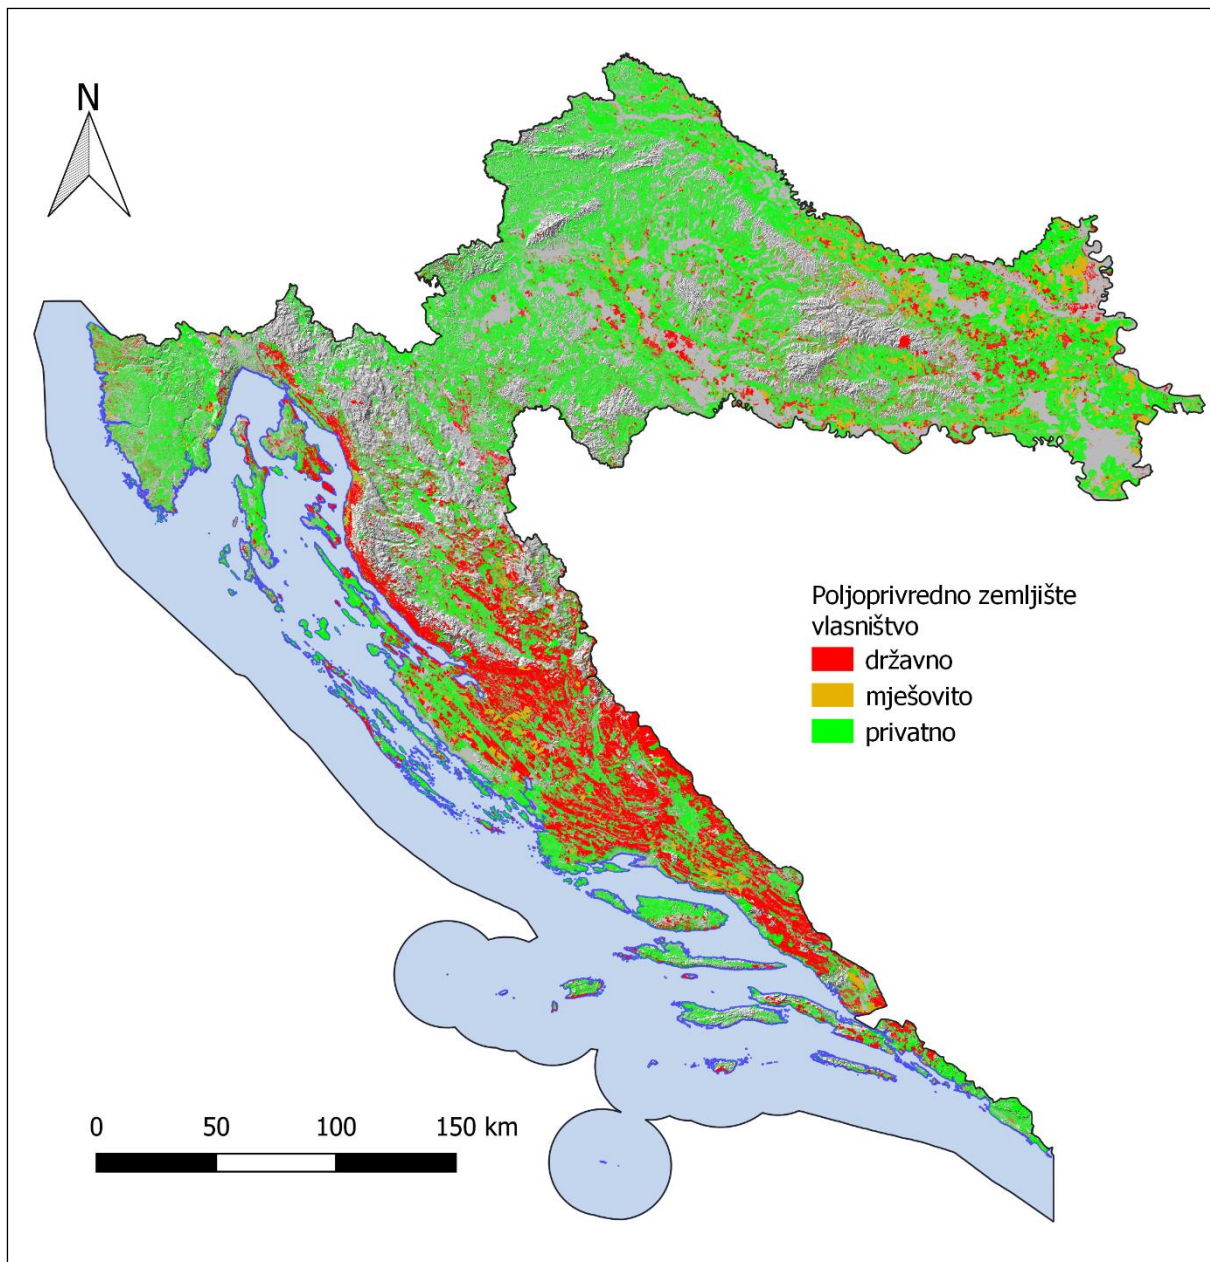 N
Poljoprivredno zemljište
vlasništvo
državno
mješovito
privatno
0 50 100 150 km